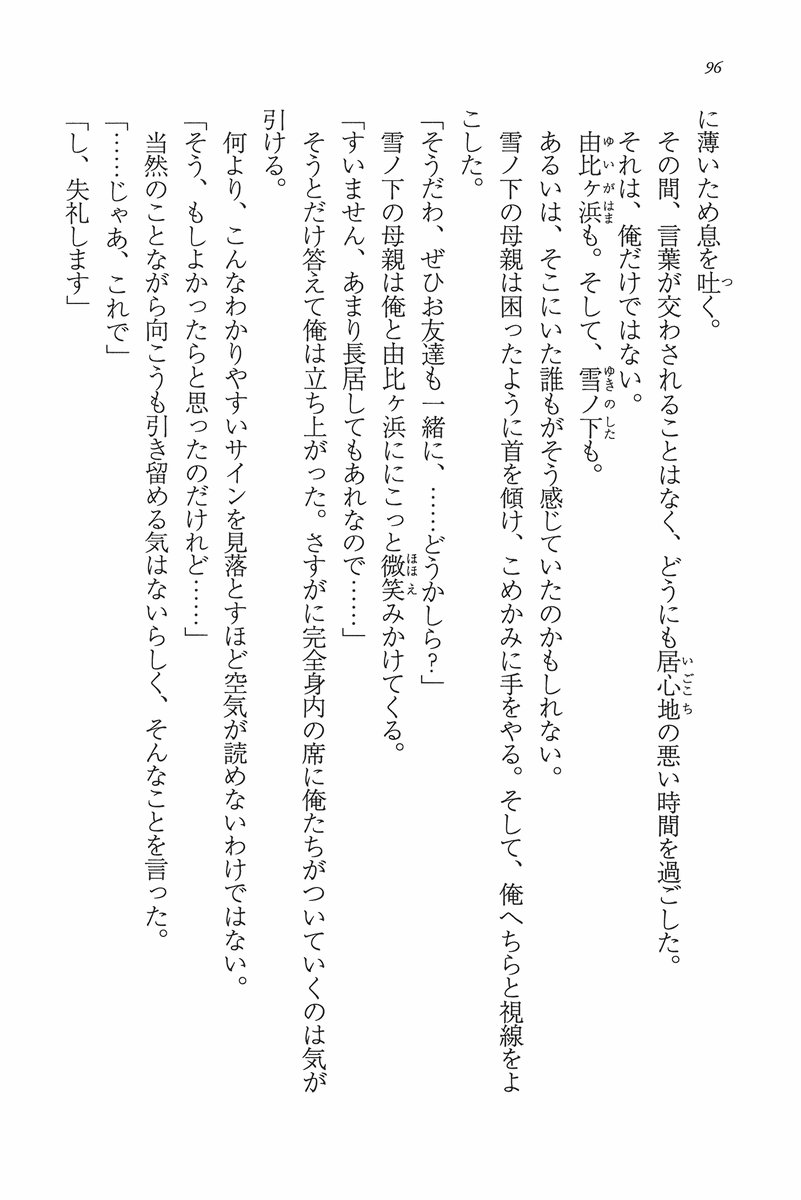 96
に薄いため息を吐く。
その間、言葉が交わされることはなく、どうにも居心地の悪い時間を過ごした。
それは、俺だけではない。
由比ヶ浜も。そして、雪ノ下も。
あるいは、そこにいた誰もがそう感じていたのかもしれない。
雪ノ下の母親は困ったように首を傾け、こめかみに手をやる。そして、俺へちらと視線をよ
こした。
「そうだわ、ぜひお友達も一緒に、……どうかしら?」
雪ノ下の母親は俺と由比ヶ浜ににこっと微笑みかけてくる。
「すいません、あまり長居してもあれなので……」
そうとだけ答えて俺は立ち上がった。さすがに完全身内の席に俺たちがついていくのは気が
引ける。
何より、こんなわかりやすいサインを見落とすほど空気が読めないわけではない。
「そう、もしよかったらと思ったのだけれど……」
当然のことながら向こうも引き留める気はないらしく、そんなことを言った。
「……じゃあ、これで」
「し、失礼します」